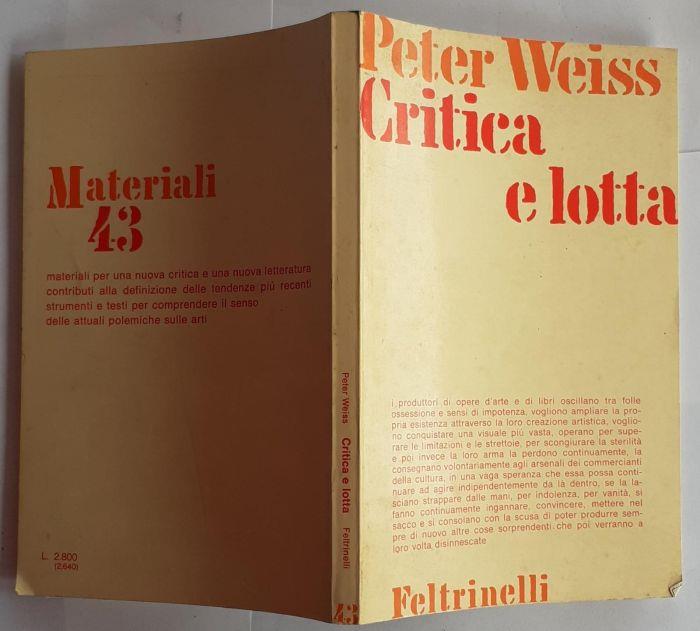 Materiali
43
materiali per una nuova critica e una nuova letteratura
contributi alla definizione delle tendenze più recenti
strumenti e testi per comprendere il senso
delle attuali polemiche sulle arti
L. 2.800
(2.640)
Peter Weiss Critica e lotta Feltrinelli
43
Peter Weiss
Critica
e lotta
i produttori di opere d'arte e di libri oscillano tra folle
ossessione e sensi di impotenza, vogliono ampliare la pro-
pria esistenza attraverso la loro creazione artistica, voglio-
no conquistare una visuale più vasta, operano per supe-
rare le limitazioni e le strettoie, per scongiurare la sterilità
e poi invece la loro arma la perdono continuamente, la
consegnano volontariamente agli arsenali dei commercianti
della cultura, in una vaga speranza che essa possa conti-
nuare ad agire indipendentemente da là dentro, se la la-
sciano strappare dalle mani, per indolenza, per vanità, si
fanno continuamente ingannare, convincere, mettere nel
sacco e si consolano con la scusa di poter produrre sem-
pre di nuovo altre cose sorprendenti che poi verranno a
loro volta disinnescate
Feltrinelli